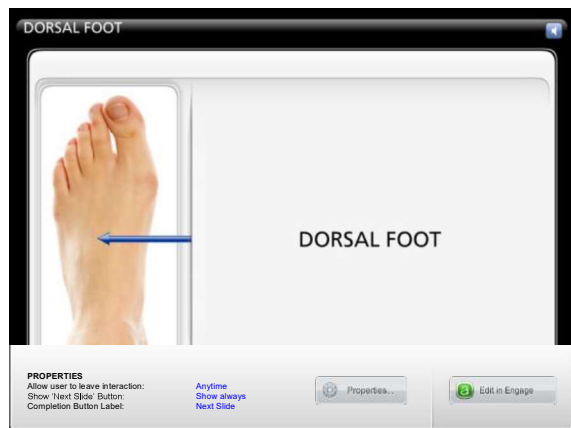 DORSAL FOOT
DORSAL FOOT
PROPERTIES
Allow user to leave interaction: Anytime
Show 'Next Slide' Button: Show always
Completion Button Label: Next Slide
Properties...
Edit in Engage